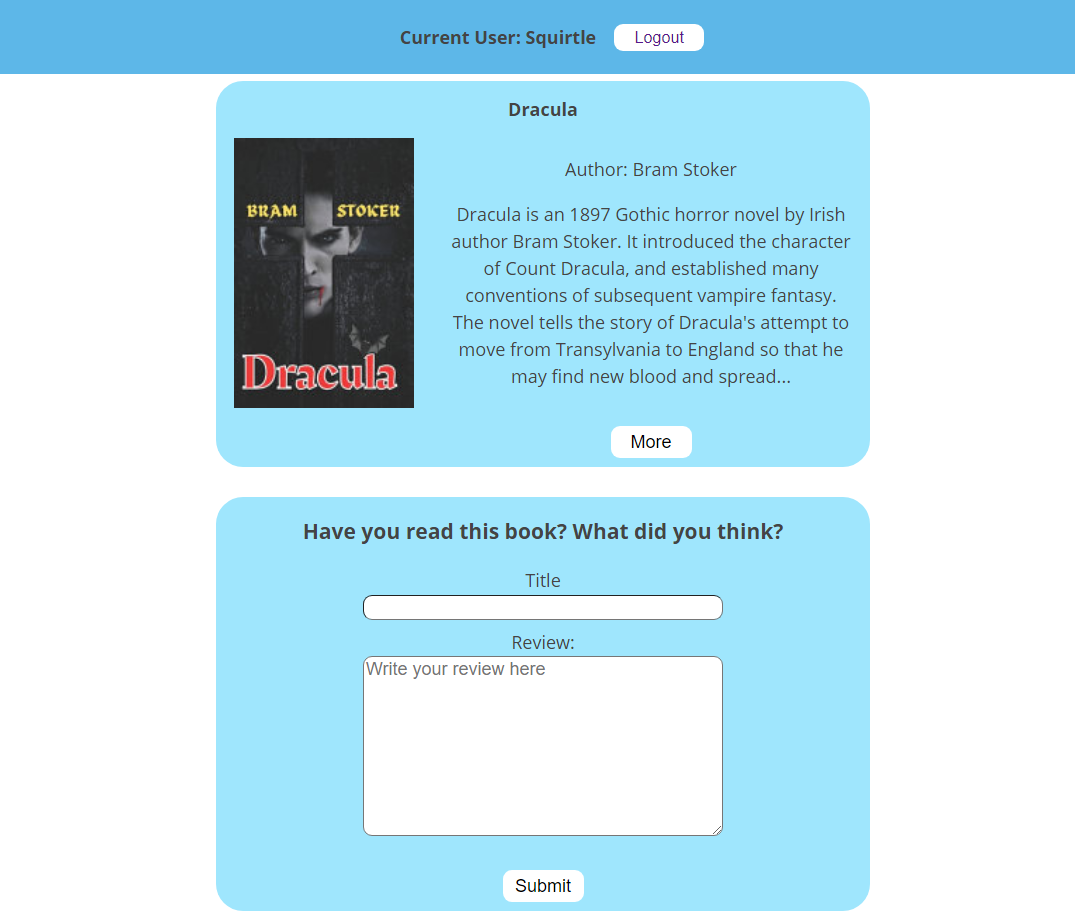 Current User: Squirtle Logout
Dracula
BRAM STOKER
Dracula
Author: Bram Stoker
Dracula is an 1897 Gothic horror novel by Irish
author Bram Stoker. It introduced the character
of Count Dracula, and established many
conventions of subsequent vampire fantasy.
The novel tells the story of Dracula's attempt to
move from Transylvania to England so that he
may find new blood and spread...
More
Have you read this book? What did you think?
Title
Review:
Write your review here
Submit